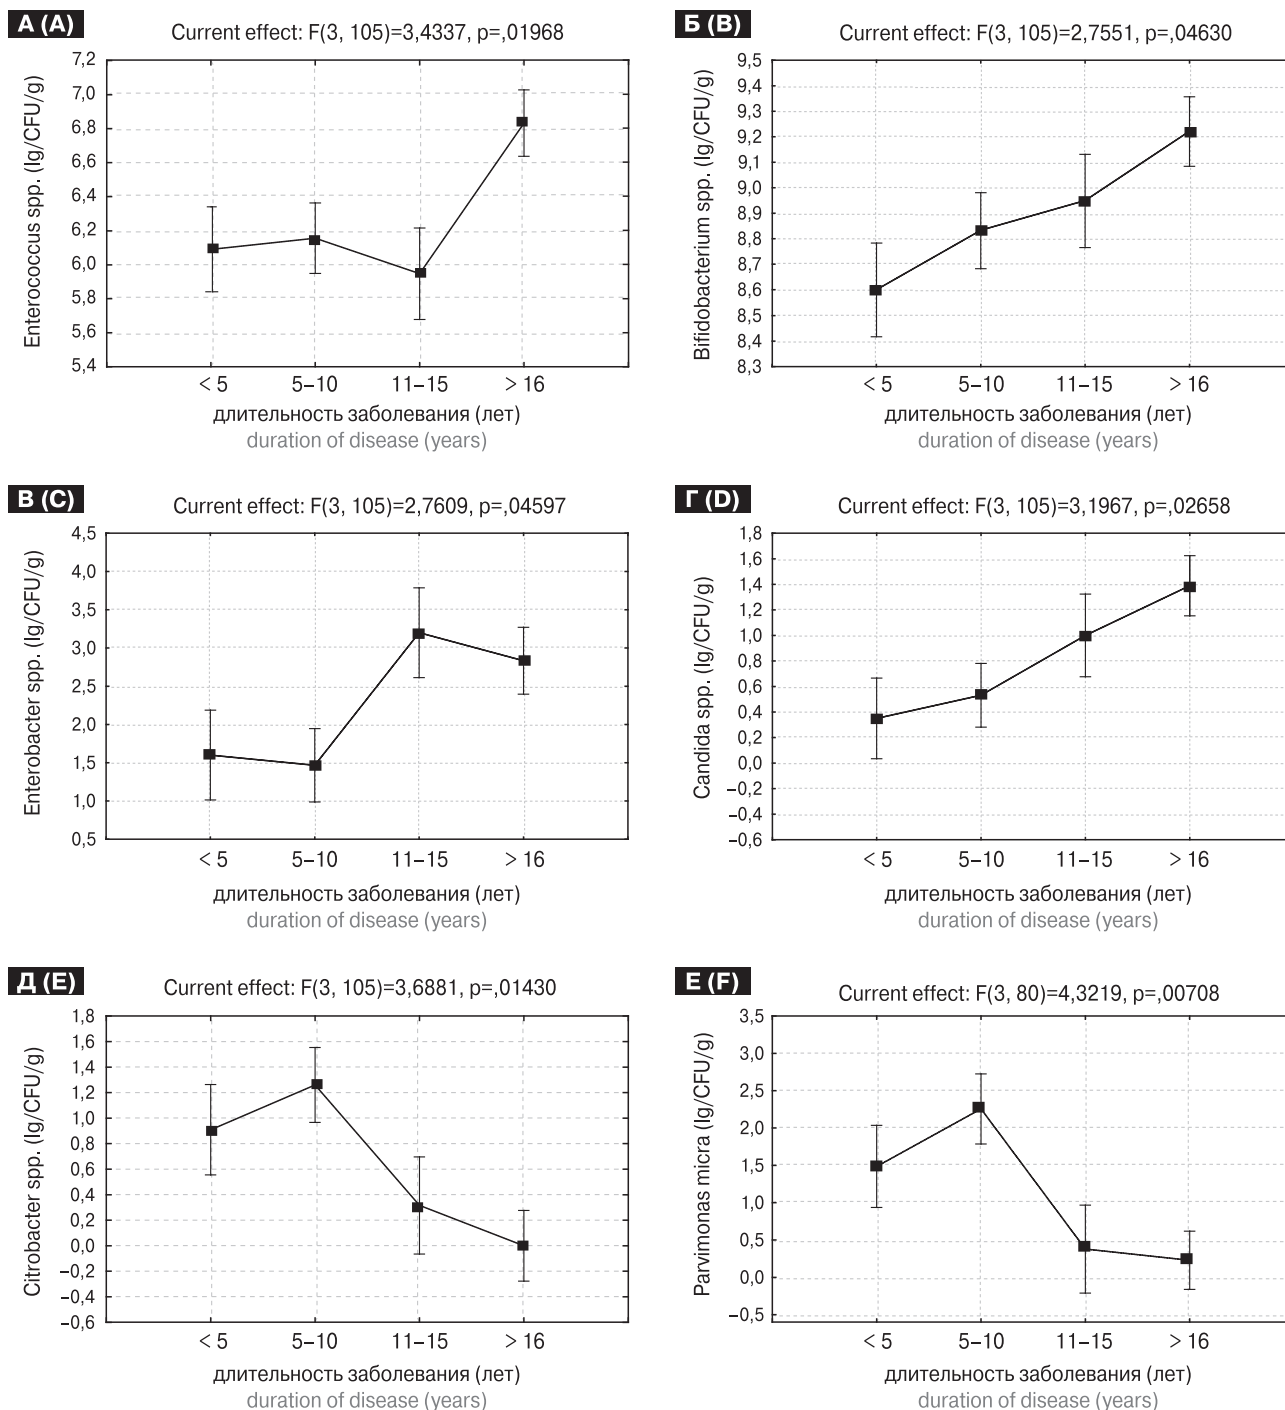 А (A)
Current effect: F(3, 105)=3,4337, p=,01968
Enterococcus spp. (lg/CFU/g)
7,2
7,0
6,8
6,6
6,4
6,2
6,0
5,8
5,6
5,4
< 5 5–10 11–15 > 16
длительность заболевания (лет)
duration of disease (years)
Б (B)
Current effect: F(3, 105)=2,7551, p=,04630
Bifidobacterium spp. (lg/CFU/g)
9,5
9,4
9,3
9,2
9,1
9,0
8,9
8,8
8,7
8,6
8,5
8,4
8,3
< 5 5–10 11–15 > 16
длительность заболевания (лет)
duration of disease (years)
В (C)
Current effect: F(3, 105)=2,7609, p=,04597
Enterobacter spp. (lg/CFU/g)
4,5
4,0
3,5
3,0
2,5
2,0
1,5
1,0
0,5
< 5 5–10 11–15 > 16
длительность заболевания (лет)
duration of disease (years)
Г (D)
Current effect: F(3, 105)=3,1967, p=,02658
Candida spp. (lg/CFU/g)
1,8
1,6
1,4
1,2
1,0
0,8
0,6
0,4
0,2
0,0
–0,2
–0,4
–0,6
< 5 5–10 11–15 > 16
длительность заболевания (лет)
duration of disease (years)
Д (E)
Current effect: F(3, 105)=3,6881, p=,01430
Citrobacter spp. (lg/CFU/g)
1,8
1,6
1,4
1,2
1,0
0,8
0,6
0,4
0,2
0,0
–0,2
–0,4
–0,6
< 5 5–10 11–15 > 16
длительность заболевания (лет)
duration of disease (years)
Е (F)
Current effect: F(3, 80)=4,3219, p=,00708
Parvimonas micra (lg/CFU/g)
3,5
3,0
2,5
2,0
1,5
1,0
0,5
0,0
–0,5
< 5 5–10 11–15 > 16
длительность заболевания (лет)
duration of disease (years)